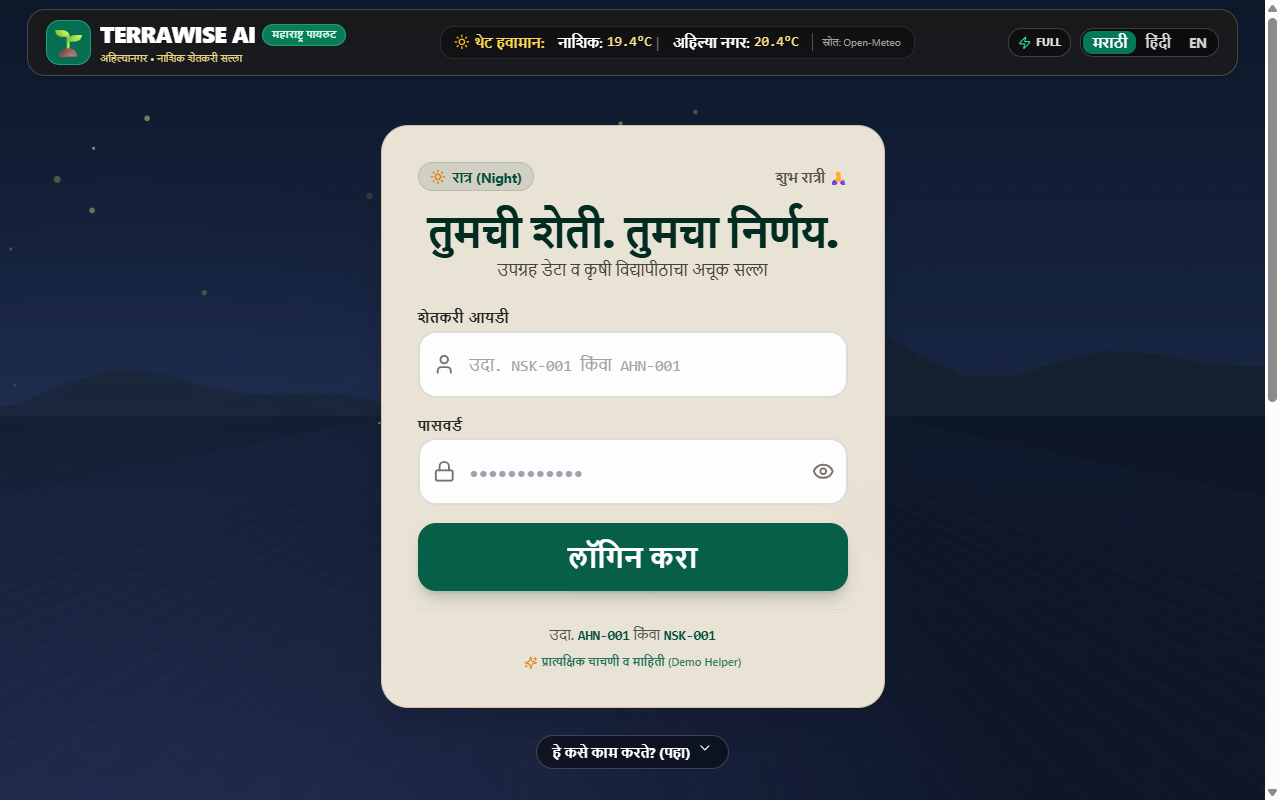 TERRAWISE AI महाराष्ट्र पायलट
अहिल्यानगर • नाशिक शेतकरी सल्ला
थेट हवामान: नाशिक: 19.4°C | अहिल्या नगर: 20.4°C | स्रोत: Open-Meteo
FULL
मराठी हिंदी EN
रात्र (Night)
शुभ रात्री 🙏
तुमची शेती. तुमचा निर्णय.
उपग्रह डेटा व कृषी विद्यापीठाचा अचूक सल्ला
शेतकरी आयडी
उदा. NSK-001 किंवा AHN-001
पासवर्ड
••••••••••••
लॉगिन करा
उदा. AHN-001 किंवा NSK-001
प्रात्यक्षिक चाचणी व माहिती (Demo Helper)
हे कसे काम करते? (पहा)